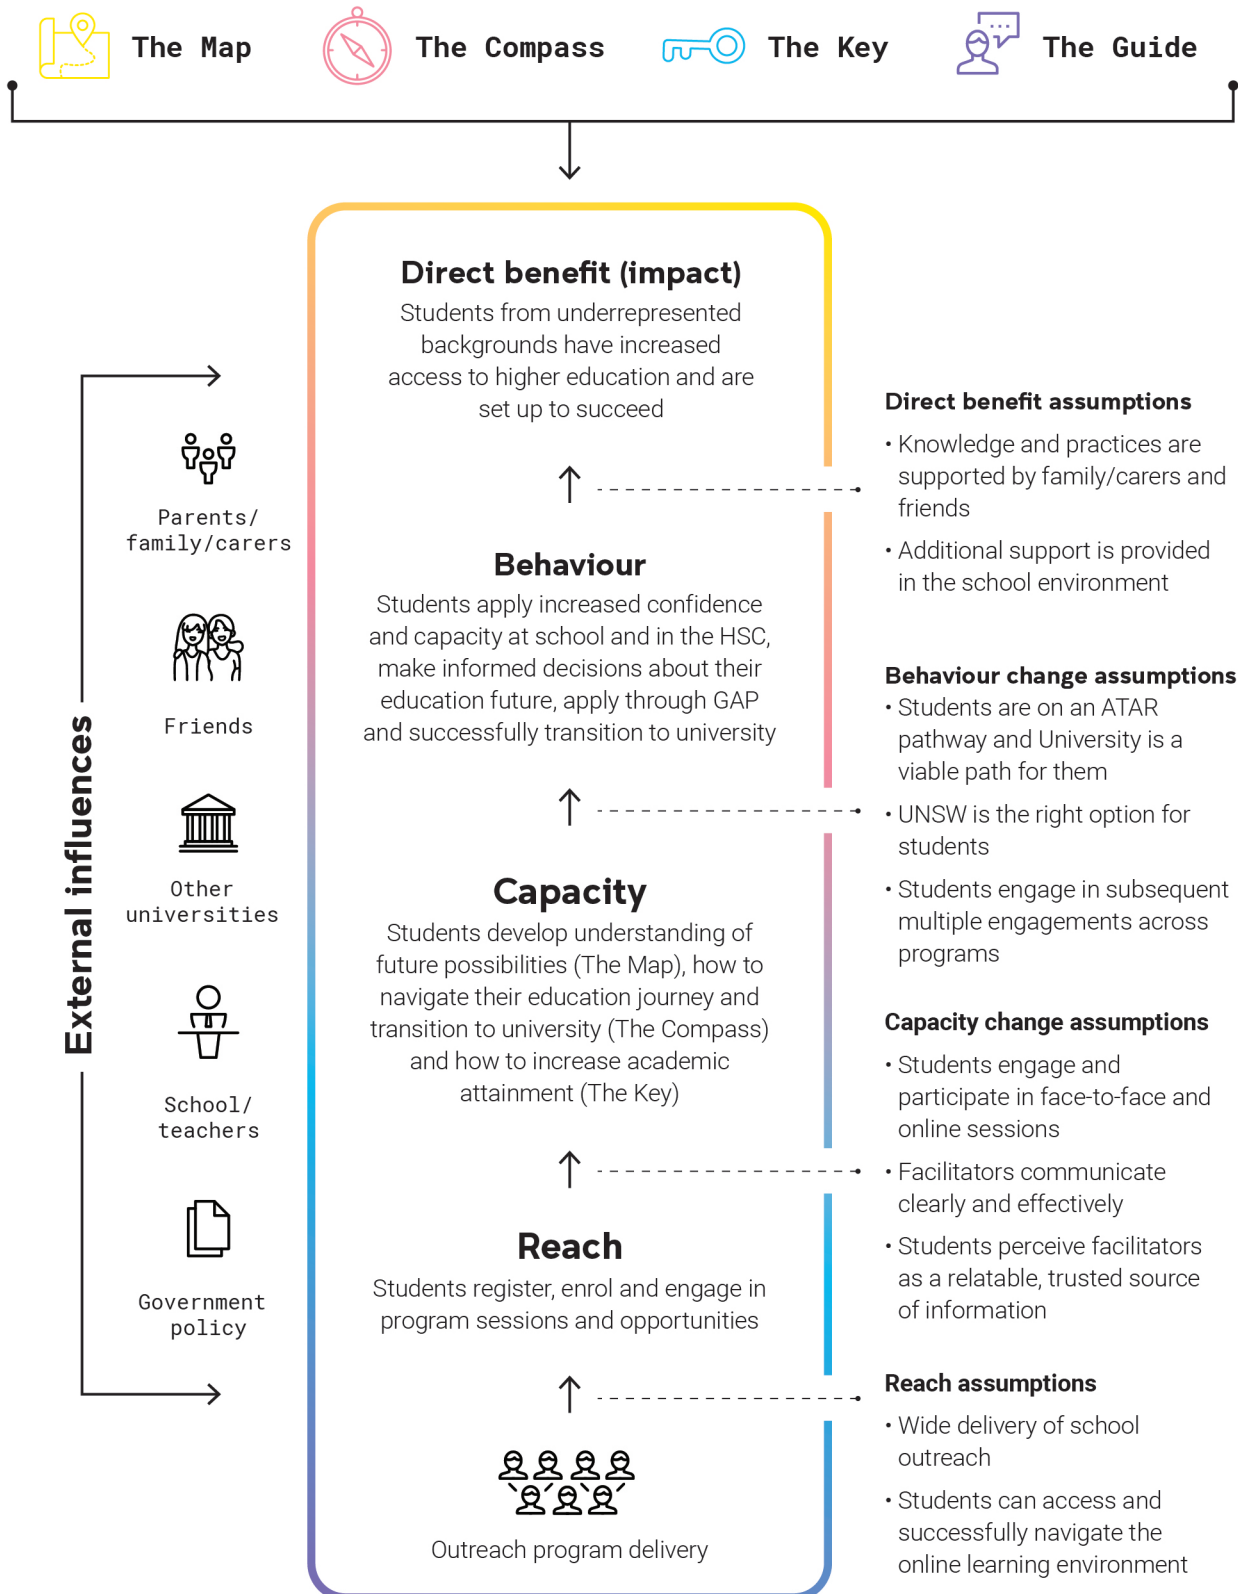 The Map
The Compass
The Key
The Guide
Direct benefit (impact)
Students from underrepresented
backgrounds have increased
access to higher education and are
set up to succeed
Behaviour
Students apply increased confidence
and capacity at school and in the HSC,
make informed decisions about their
education future, apply through GAP
and successfully transition to university
Capacity
Students develop understanding of
future possibilities (The Map), how to
navigate their education journey and
transition to university (The Compass)
and how to increase academic
attainment (The Key)
Reach
Students register, enrol and engage in
program sessions and opportunities
Outreach program delivery
External influences
Parents/
family/carers
Friends
Other
universities
School/
teachers
Government
policy
Direct benefit assumptions
• Knowledge and practices are
supported by family/carers and
friends
• Additional support is provided
in the school environment
Behaviour change assumptions
• Students are on an ATAR
pathway and University is a
viable path for them
• UNSW is the right option for
students
• Students engage in subsequent
multiple engagements across
programs
Capacity change assumptions
• Students engage and
participate in face-to-face and
online sessions
• Facilitators communicate
clearly and effectively
• Students perceive facilitators
as a relatable, trusted source
of information
Reach assumptions
• Wide delivery of school
outreach
• Students can access and
successfully navigate the
online learning environment